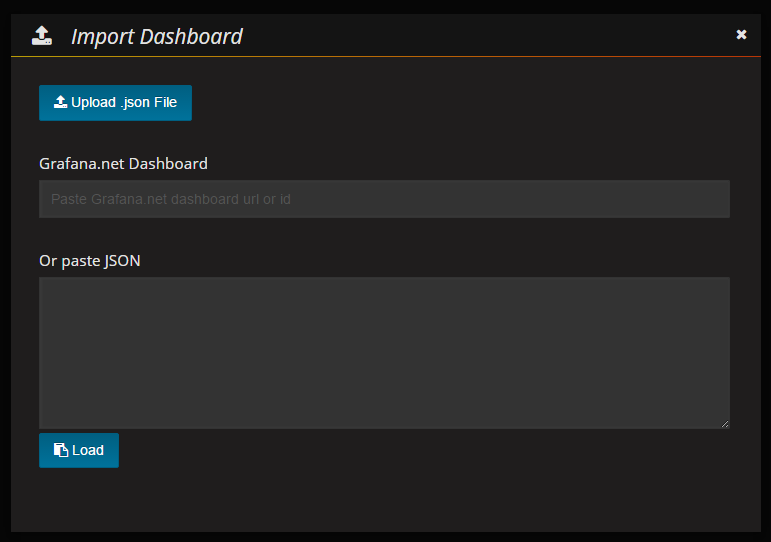 Import Dashboard
Upload .json File
Grafana.net Dashboard
Paste Grafana.net dashboard url or id
Or paste JSON
Load